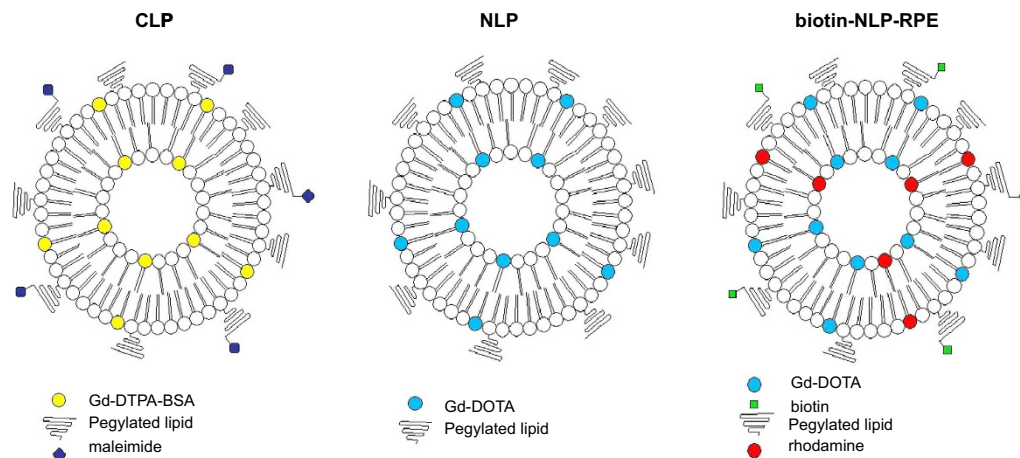 CLP
NLP
biotin-NLP-RPE
Gd-DTPA-BSA
Pegylated lipid
maleimide
Gd-DOTA
Pegylated lipid
Gd-DOTA
biotin
Pegylated lipid
rhodamine